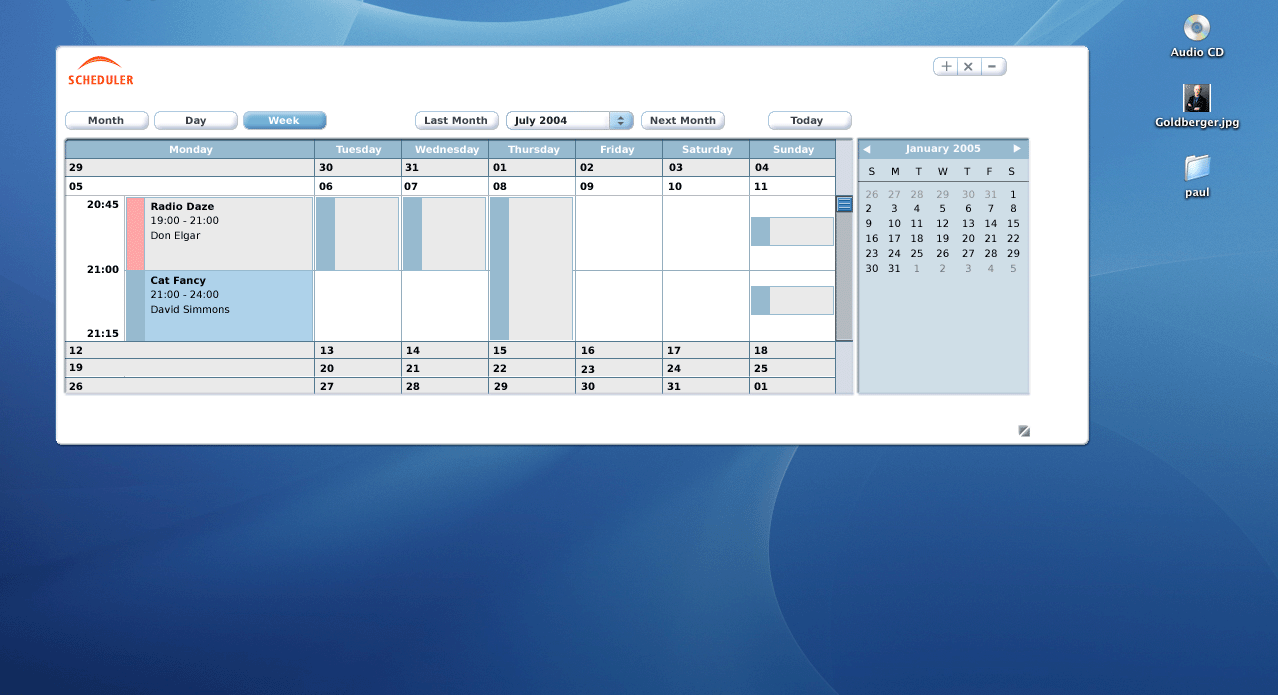 SCHEDULER
Month Day Week Last Month July 2004 Next Month Today
Monday Tuesday Wednesday Thursday Friday Saturday Sunday
29 30 31 01 02 03 04
05 06 07 08 09 10 11
20:45
Radio Daze
19:00 - 21:00
Don Elgar
21:00
Cat Fancy
21:00 - 24:00
David Simmons
21:15
12 13 14 15 16 17 18
19 20 21 22 23 24 25
26 27 28 29 30 31 01
January 2005
S M T W T F S
26 27 28 29 30 31 1
2 3 4 5 6 7 8
9 10 11 12 13 14 15
16 17 18 19 20 21 22
23 24 25 26 27 28 29
30 31 1 2 3 4 5
Audio CD
Goldberger.jpg
paul